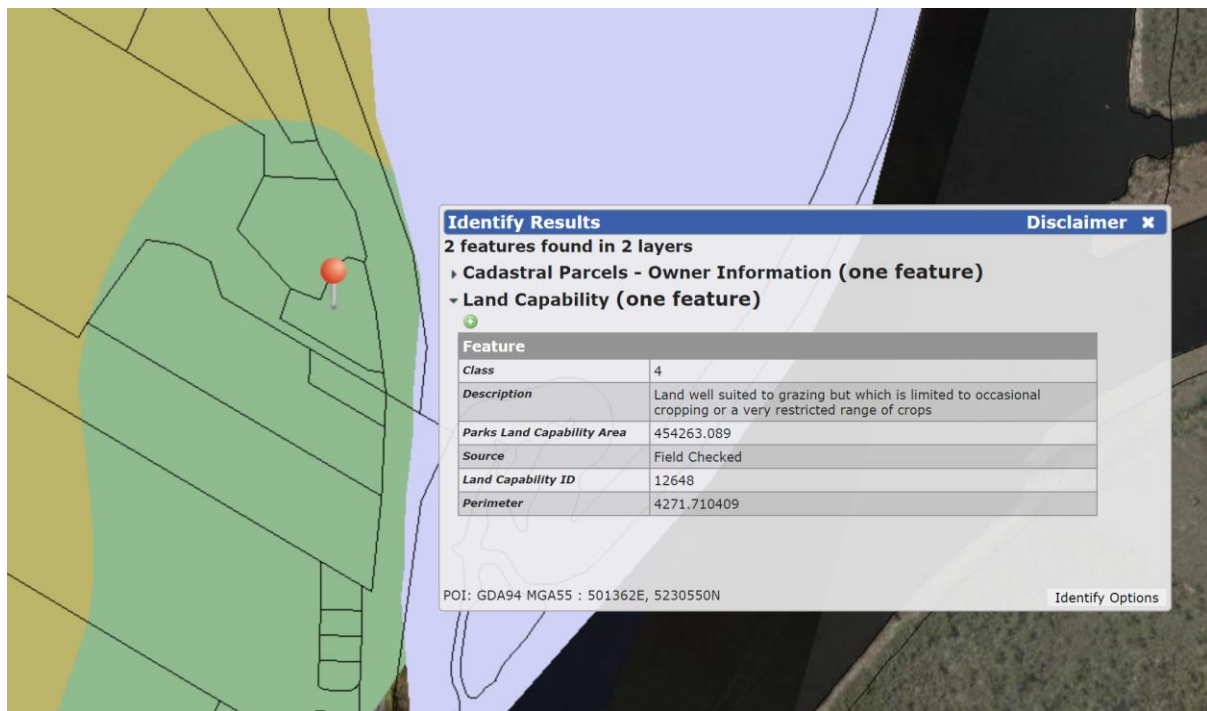 Identify Results Disclaimer ✖
2 features found in 2 layers
Cadastral Parcels - Owner Information (one feature)
Land Capability (one feature)
Feature
Class 4
Description Land well suited to grazing but which is limited to occasional
cropping or a very restricted range of crops
Parks Land Capability Area 454263.089
Source Field Checked
Land Capability ID 12648
Perimeter 4271.710409
POI: GDA94 MGA55 : 501362E, 5230550N Identify Options